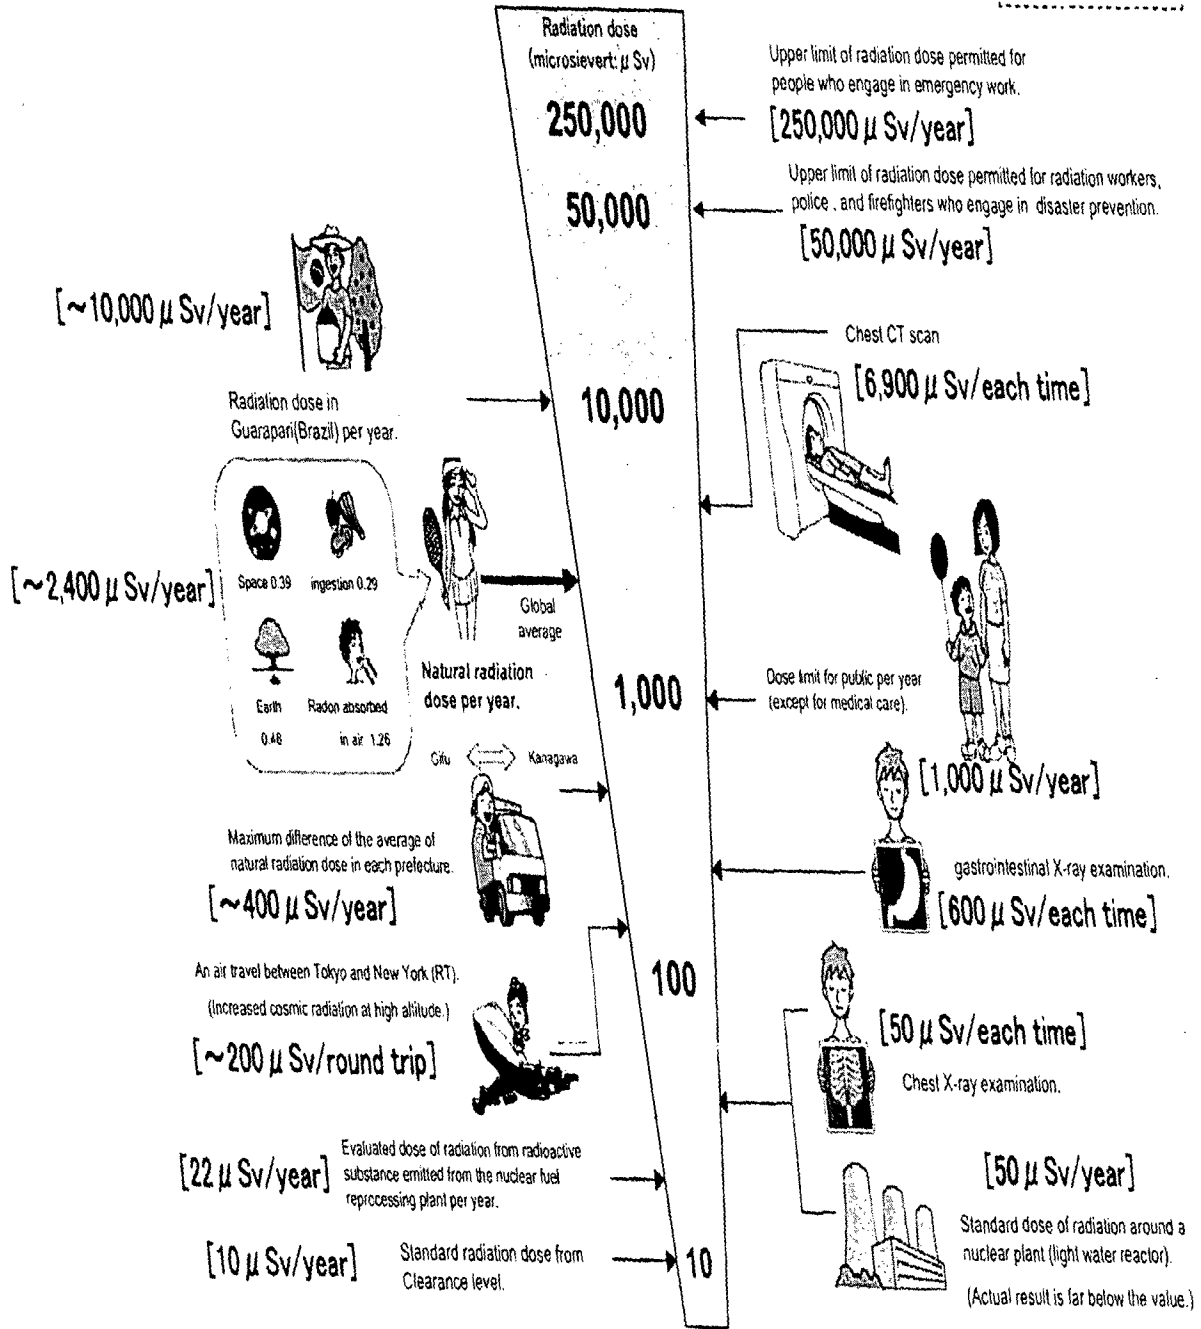 Radiation dose
(microsievert: μ Sv)
250,000
Upper limit of radiation dose permitted for
people who engage in emergency work.
[250,000 μ Sv/year]
50,000
Upper limit of radiation dose permitted for radiation workers,
police , and firefighters who engage in disaster prevention.
[50,000 μ Sv/year]
[~10,000 μ Sv/year]
Radiation dose in
Guarapari(Brazil) per year.
10,000
Chest CT scan
[6,900 μ Sv/each time]
[~2,400 μ Sv/year]
Space 0.39
ingestion 0.29
Earth
0.48
Radon absorbed
in air 1.26
Global
average
Natural radiation
dose per year.
1,000
Dose limit for public per year
(except for medical care).
[1,000 μ Sv/year]
Gifu
Kanagawa
Maximum difference of the average of
natural radiation dose in each prefecture.
[~400 μ Sv/year]
gastrointestinal X-ray examination.
[600 μ Sv/each time]
An air travel between Tokyo and New York (RT).
(Increased cosmic radiation at high altitude.)
[~200 μ Sv/round trip]
100
[50 μ Sv/each time]
Chest X-ray examination.
[22 μ Sv/year]
Evaluated dose of radiation from radioactive
substance emitted from the nuclear fuel
reprocessing plant per year.
[50 μ Sv/year]
Standard dose of radiation around a
nuclear plant (light water reactor).
(Actual result is far below the value.)
[10 μ Sv/year]
Standard radiation dose from
Clearance level.
10